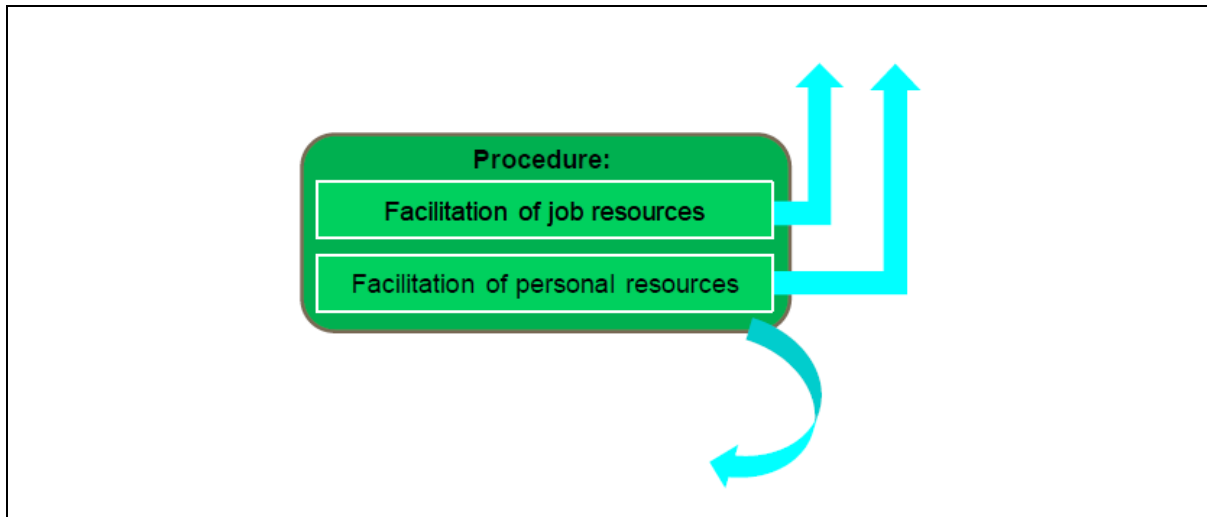 Procedure:
Facilitation of job resources
Facilitation of personal resources